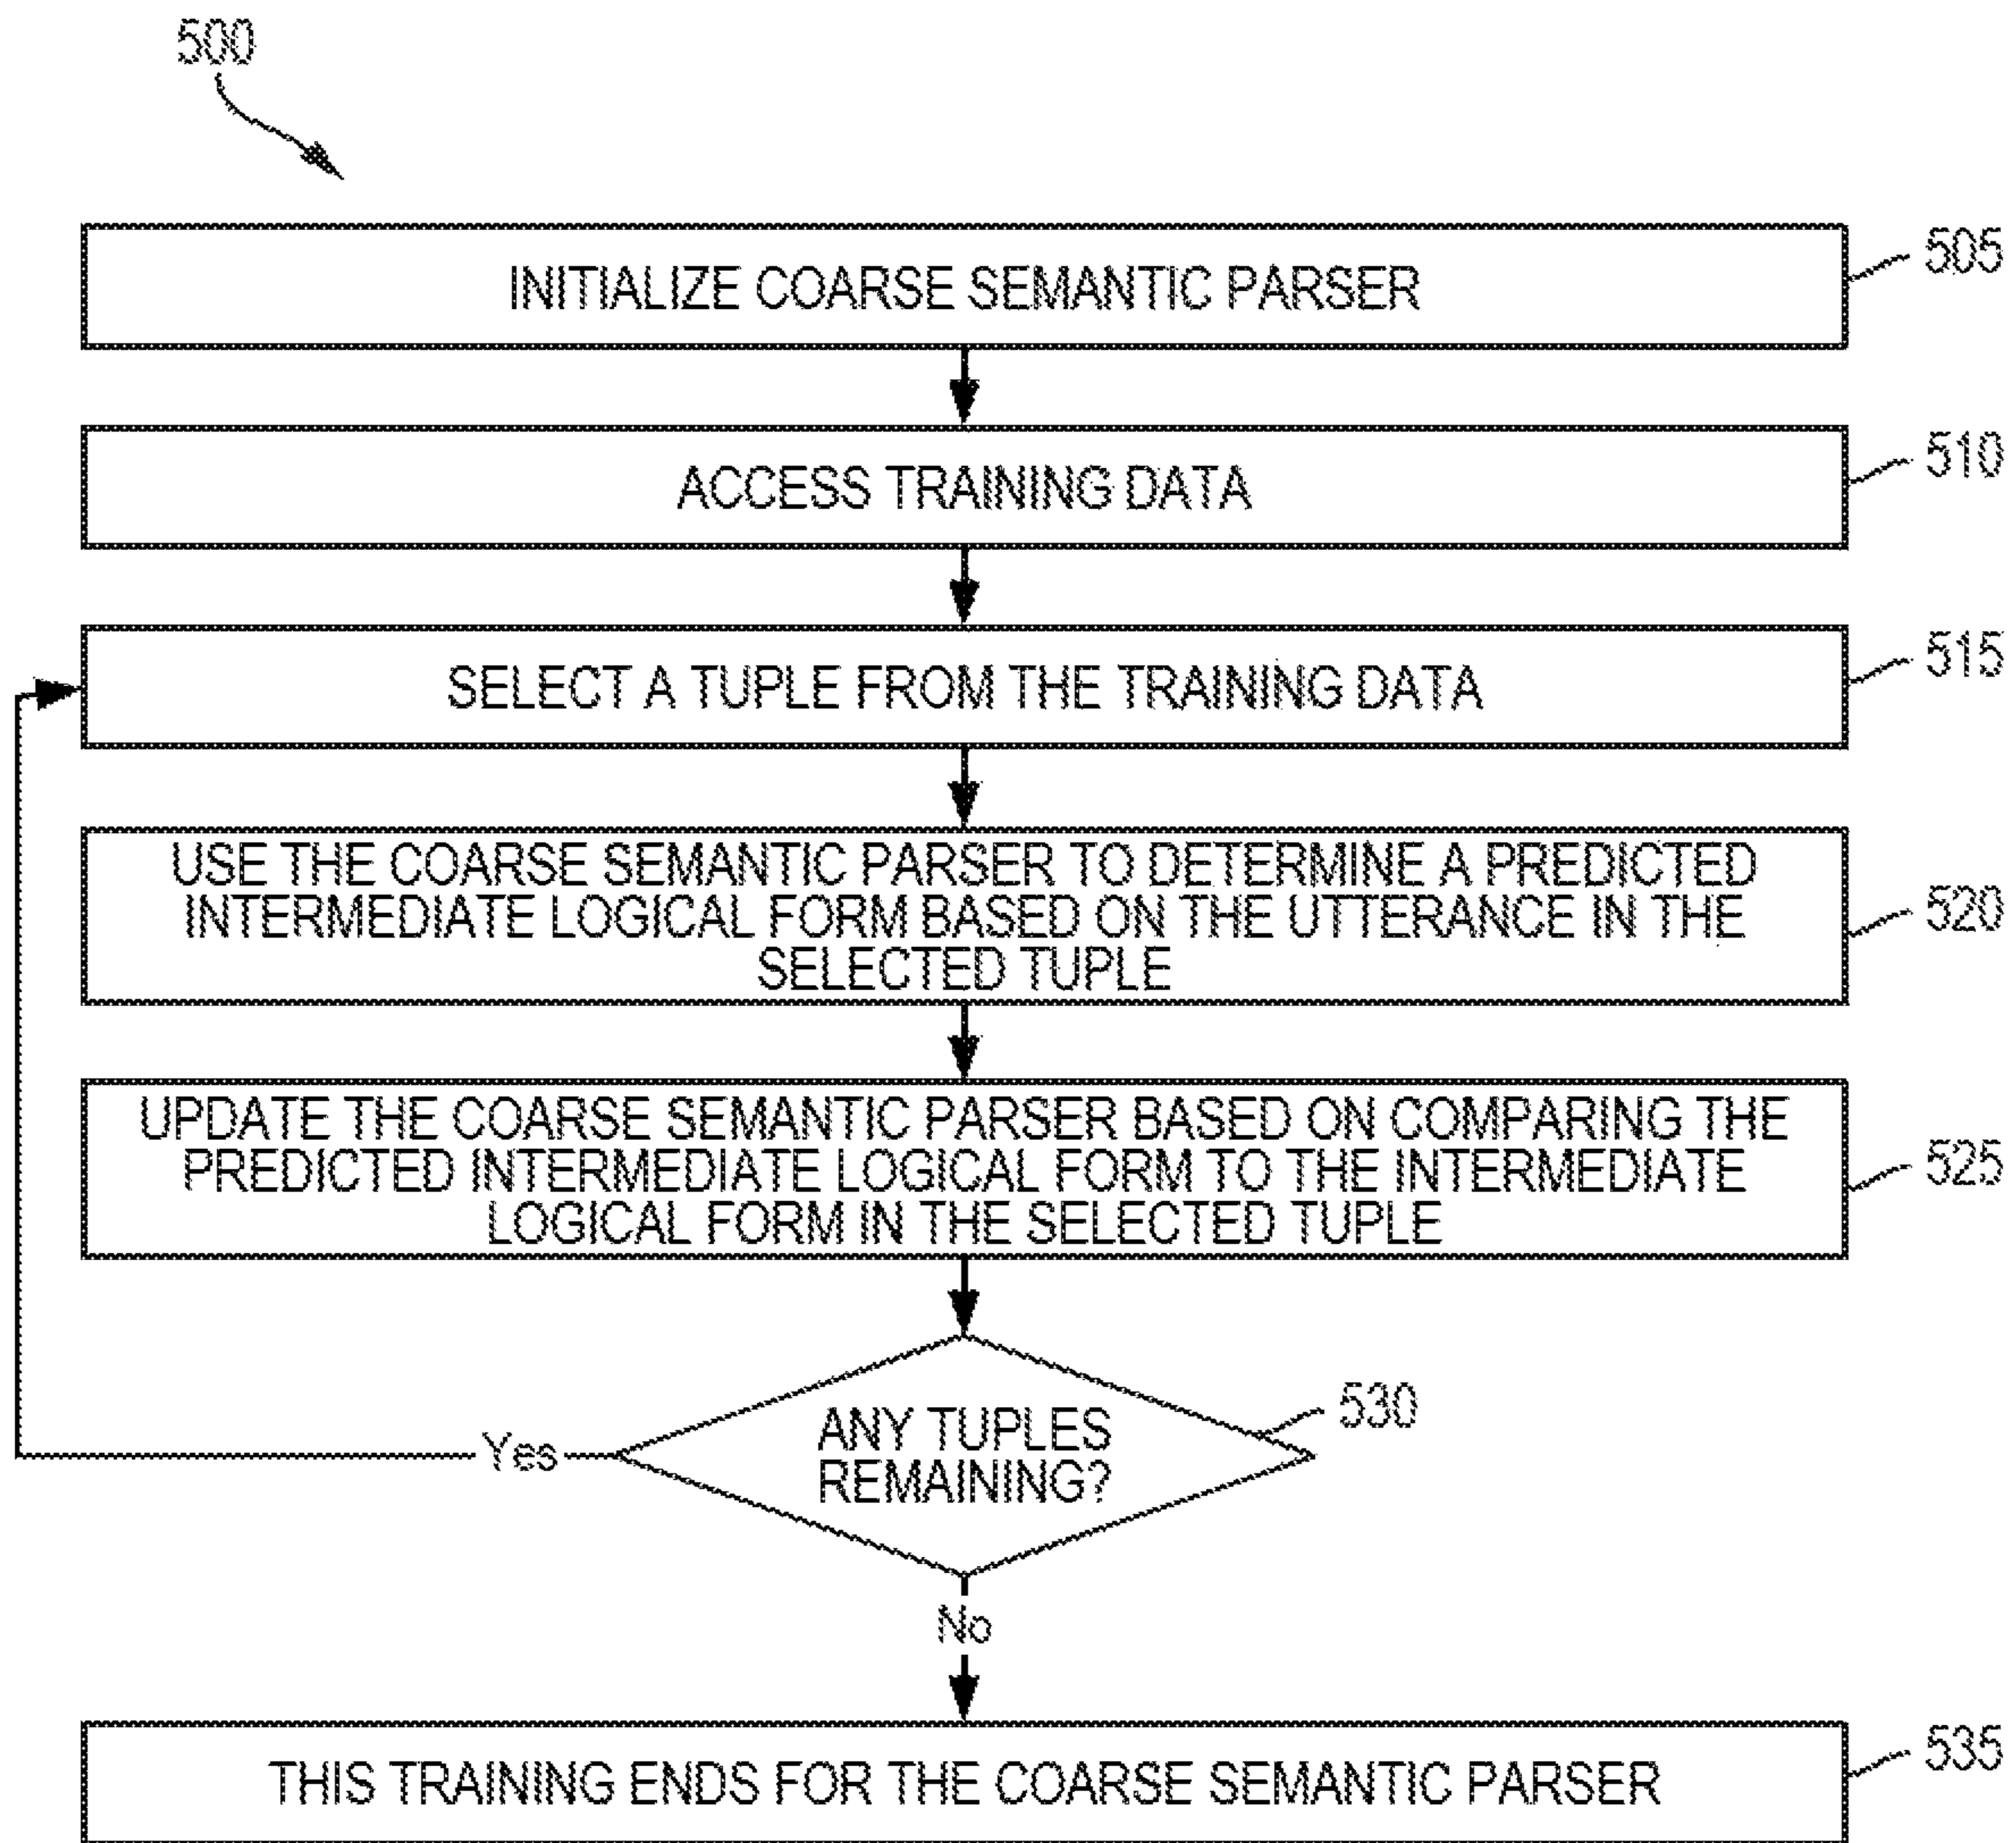 500
INITIALIZE COARSE SEMANTIC PARSER
505
ACCESS TRAINING DATA
510
SELECT A TUPLE FROM THE TRAINING DATA
515
USE THE COARSE SEMANTIC PARSER TO DETERMINE A PREDICTED
INTERMEDIATE LOGICAL FORM BASED ON THE UTTERANCE IN THE
SELECTED TUPLE
520
UPDATE THE COARSE SEMANTIC PARSER BASED ON COMPARING THE
PREDICTED INTERMEDIATE LOGICAL FORM TO THE INTERMEDIATE
LOGICAL FORM IN THE SELECTED TUPLE
525
ANY TUPLES
REMAINING?
530
Yes
No
THIS TRAINING ENDS FOR THE COARSE SEMANTIC PARSER
535